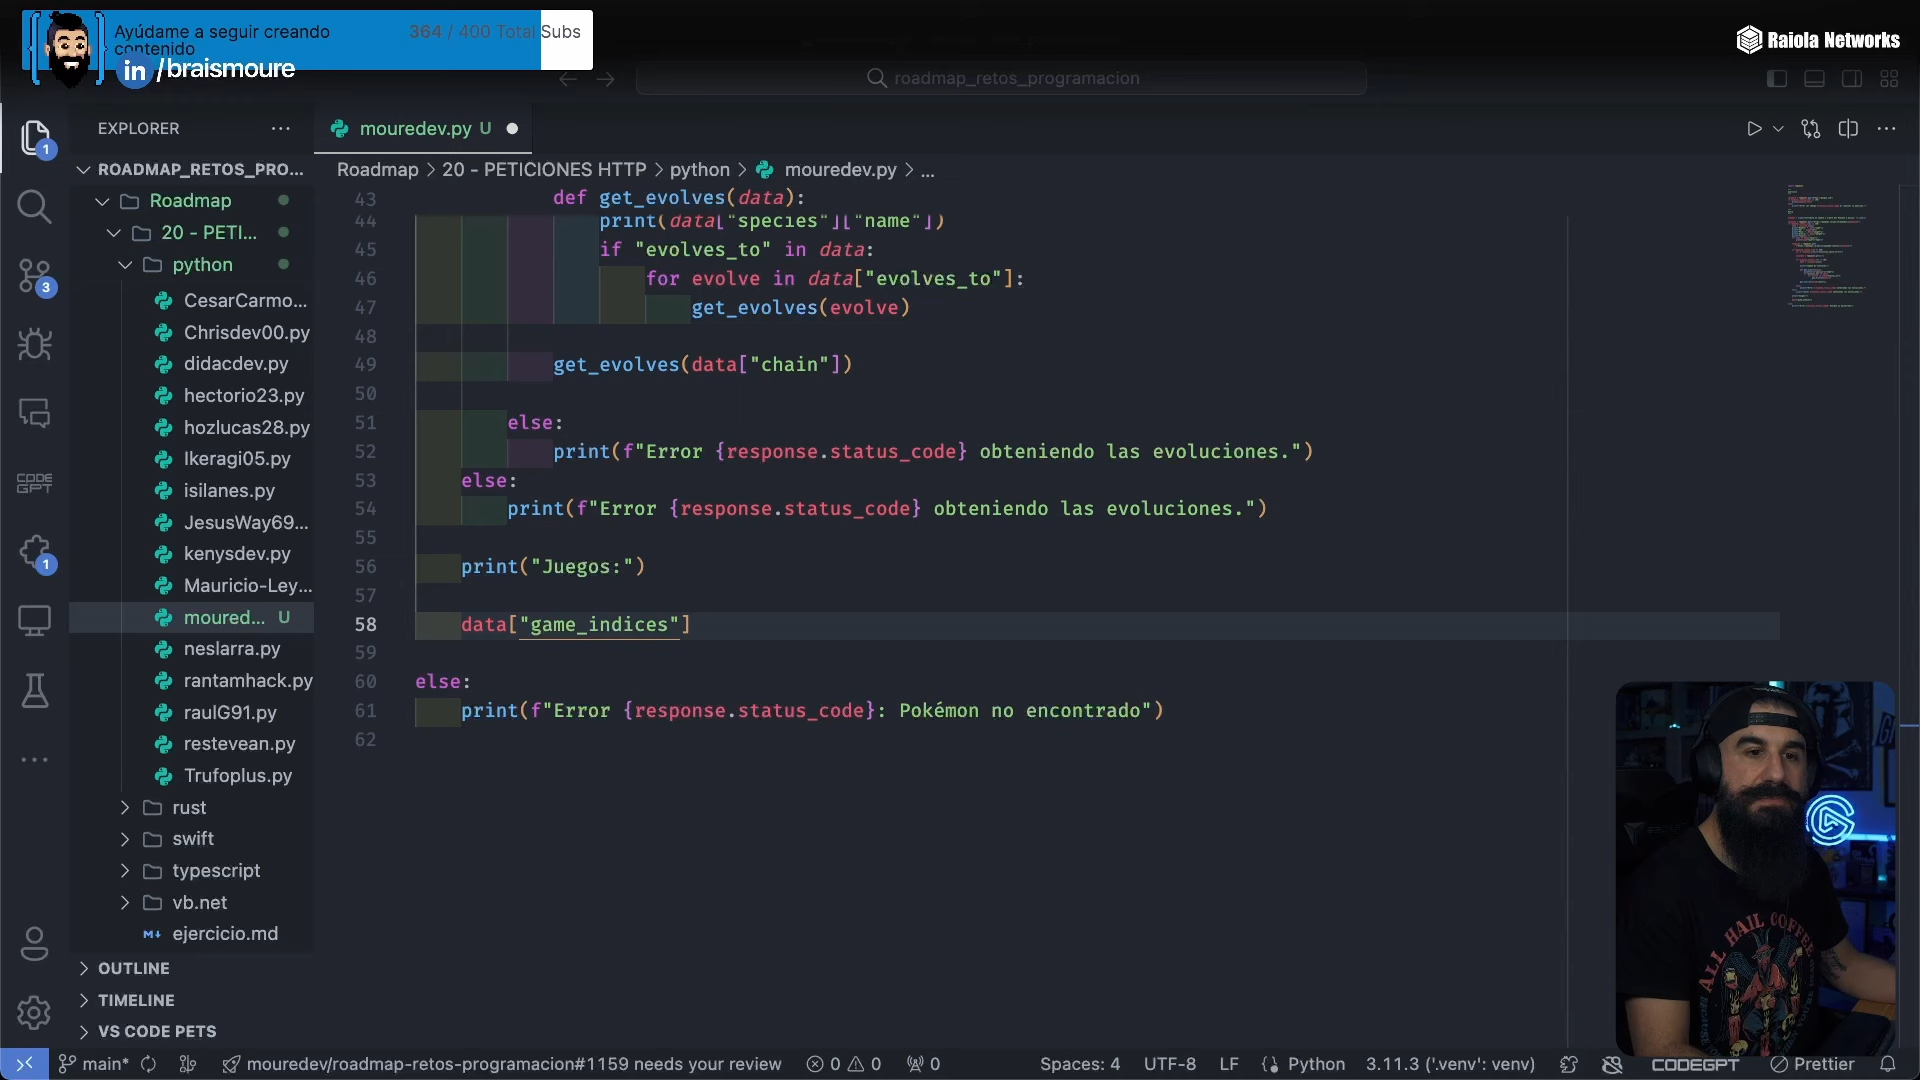 Ayúdame a seguir creando contenido
364 / 400 Total Subs
in /braismoure
Raiola Networks
roadmap_retos_programacion
EXPLORER
mouredev.py U
ROADMAP_RETOS_PRO...
Roadmap > 20 - PETICIONES HTTP > python > mouredev.py > ...
Roadmap
20 - PETI...
python
CesarCarmo...
Chrisdev00.py
didacdev.py
hectorio23.py
hozlucas28.py
Ikeragi05.py
isilanes.py
JesusWay69...
kenysdev.py
Mauricio-Ley...
moured... U
neslarra.py
rantamhack.py
raulG91.py
restevean.py
Trufoplus.py
rust
swift
typescript
vb.net
ejercicio.md
OUTLINE
TIMELINE
VS CODE PETS
1
3
CODE GPT
1
43 def get_evolves(data):
44 print(data["species"]["name"])
45 if "evolves_to" in data:
46 for evolve in data["evolves_to"]:
47 get_evolves(evolve)
48
49 get_evolves(data["chain"])
50
51 else:
52 print(f"Error {response.status_code} obteniendo las evoluciones.")
53 else:
54 print(f"Error {response.status_code} obteniendo las evoluciones.")
55
56 print("Juegos:")
57
58 data["game_indices"]
59
60 else:
61 print(f"Error {response.status_code}: Pokémon no encontrado")
62
ALL HAIL COFFEE
main* mouredev/roadmap-retos-programacion#1159 needs your review 0 0 0 Spaces: 4 UTF-8 LF Python 3.11.3 ('.venv': venv) CODEGPT Prettier